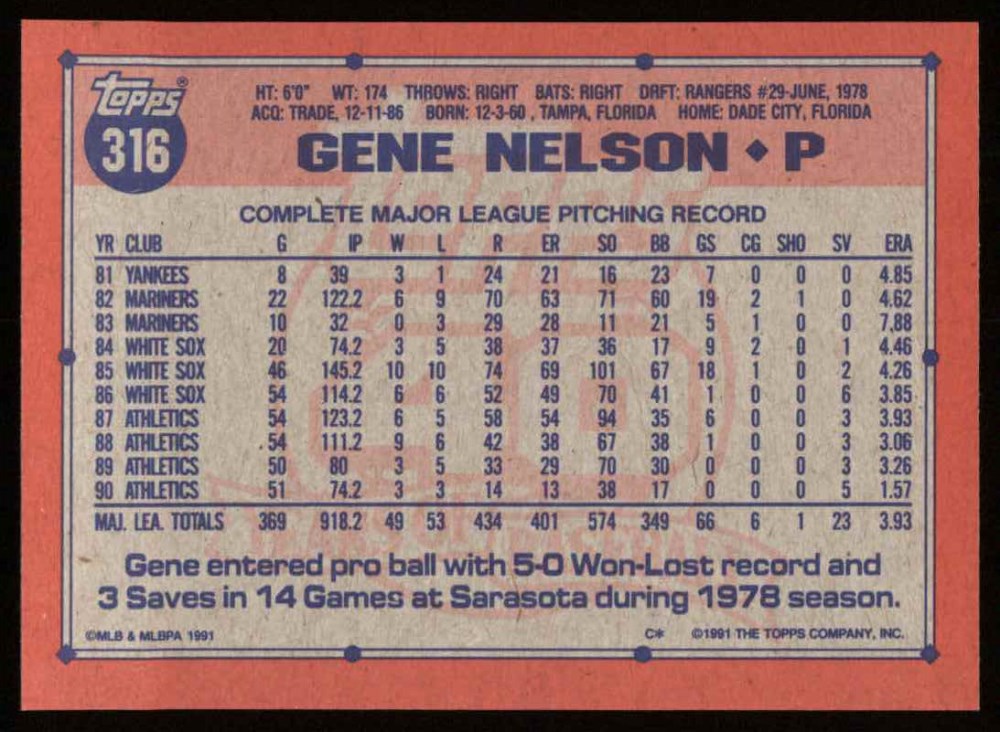 topps®
316
HT: 6'0" WT: 174 THROWS: RIGHT BATS: RIGHT DRFT: RANGERS #29-JUNE, 1978
ACQ: TRADE, 12-11-86 BORN: 12-3-60 , TAMPA, FLORIDA HOME: DADE CITY, FLORIDA
GENE NELSON ◆ P
COMPLETE MAJOR LEAGUE PITCHING RECORD
YR CLUB G IP W L R ER SO BB GS CG SHO SV ERA
81 YANKEES 8 39 3 1 24 21 16 23 7 0 0 0 4.85
82 MARINERS 22 122.2 6 9 70 63 71 60 19 2 1 0 4.62
83 MARINERS 10 32 0 3 29 28 11 21 5 1 0 0 7.88
84 WHITE SOX 20 74.2 3 5 38 37 36 17 9 2 0 1 4.46
85 WHITE SOX 46 145.2 10 10 74 69 101 67 18 1 0 2 4.26
86 WHITE SOX 54 114.2 6 6 52 49 70 41 1 0 0 6 3.85
87 ATHLETICS 54 123.2 6 5 58 54 94 35 6 0 0 3 3.93
88 ATHLETICS 54 111.2 9 6 42 38 67 38 1 0 0 3 3.06
89 ATHLETICS 50 80 3 5 33 29 70 30 0 0 0 3 3.26
90 ATHLETICS 51 74.2 3 3 14 13 38 17 0 0 0 5 1.57
MAJ. LEA. TOTALS 369 918.2 49 53 434 401 574 349 66 6 1 23 3.93
Gene entered pro ball with 5-0 Won-Lost record and
3 Saves in 14 Games at Sarasota during 1978 season.
©MLB & MLBPA 1991 C* ©1991 THE TOPPS COMPANY, INC.